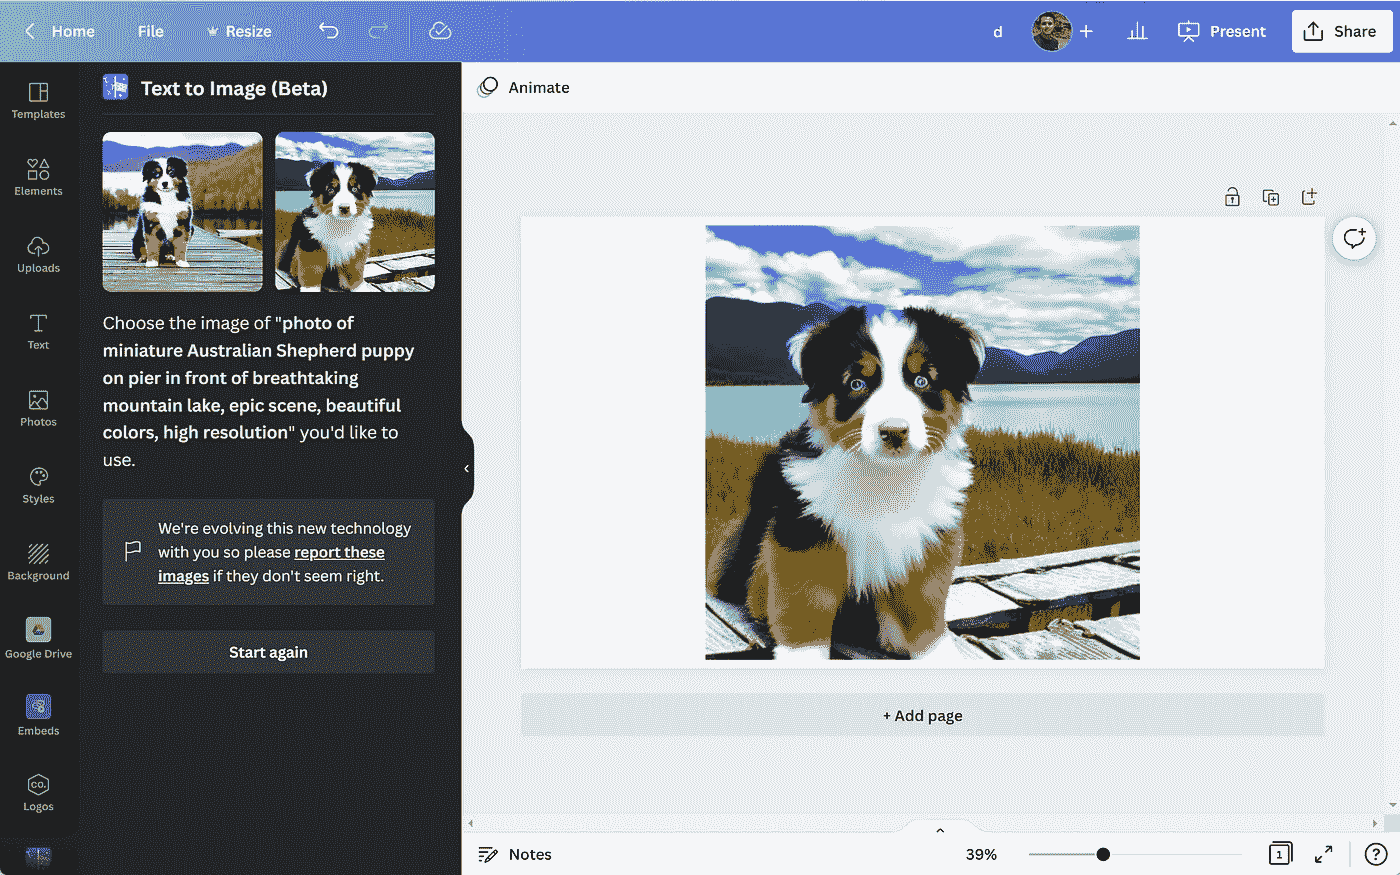 Home File Resize d + Present Share
Templates
Elements
Uploads
Text
Photos
Styles
Background
Google Drive
Embeds
co.
Logos
Text to Image (Beta)
Choose the image of "photo of
miniature Australian Shepherd puppy
on pier in front of breathtaking
mountain lake, epic scene, beautiful
colors, high resolution" you'd like to
use.
We're evolving this new technology
with you so please report these
images if they don't seem right.
Start again
Animate
+ Add page
Notes 39% 1 ?